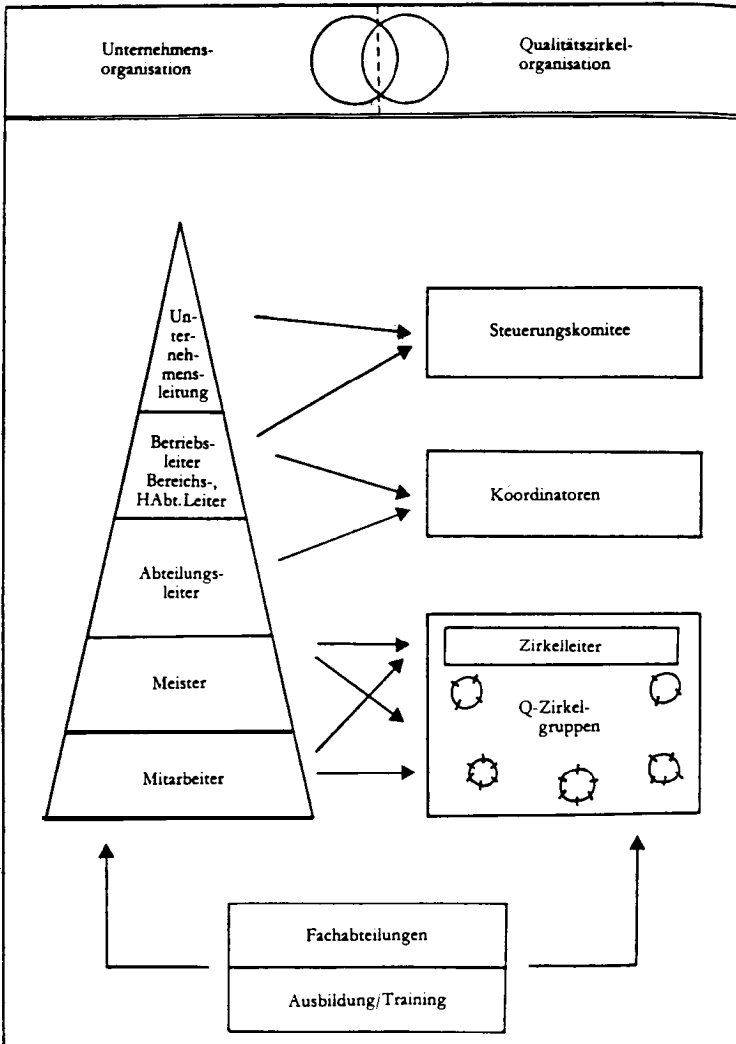 Unternehmens-
organisation
Qualitätszirkel-
organisation
Un-
ter-
neh-
mens-
leitung
Betriebs-
leiter
Bereichs-,
HAbt.Leiter
Abteilungs-
leiter
Meister
Mitarbeiter
Steuerungskomitee
Koordinatoren
Zirkelleiter
Q-Zirkel-
gruppen
Fachabteilungen
Ausbildung/Training